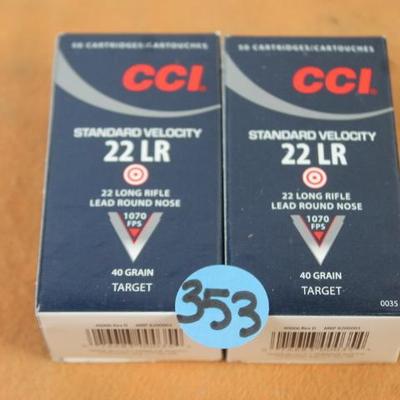 50 CARTRIDGES/CARTOUCHES
CCI
STANDARD VELOCITY
22 LR
22 LONG RIFLE
LEAD ROUND NOSE
1070
FPS
40 GRAIN
TARGET
50 CARTRIDGES/CARTOUCHES
CCI
STANDARD VELOCITY
22 LR
22 LONG RIFLE
LEAD ROUND NOSE
1070
FPS
40 GRAIN
TARGET
0035
353